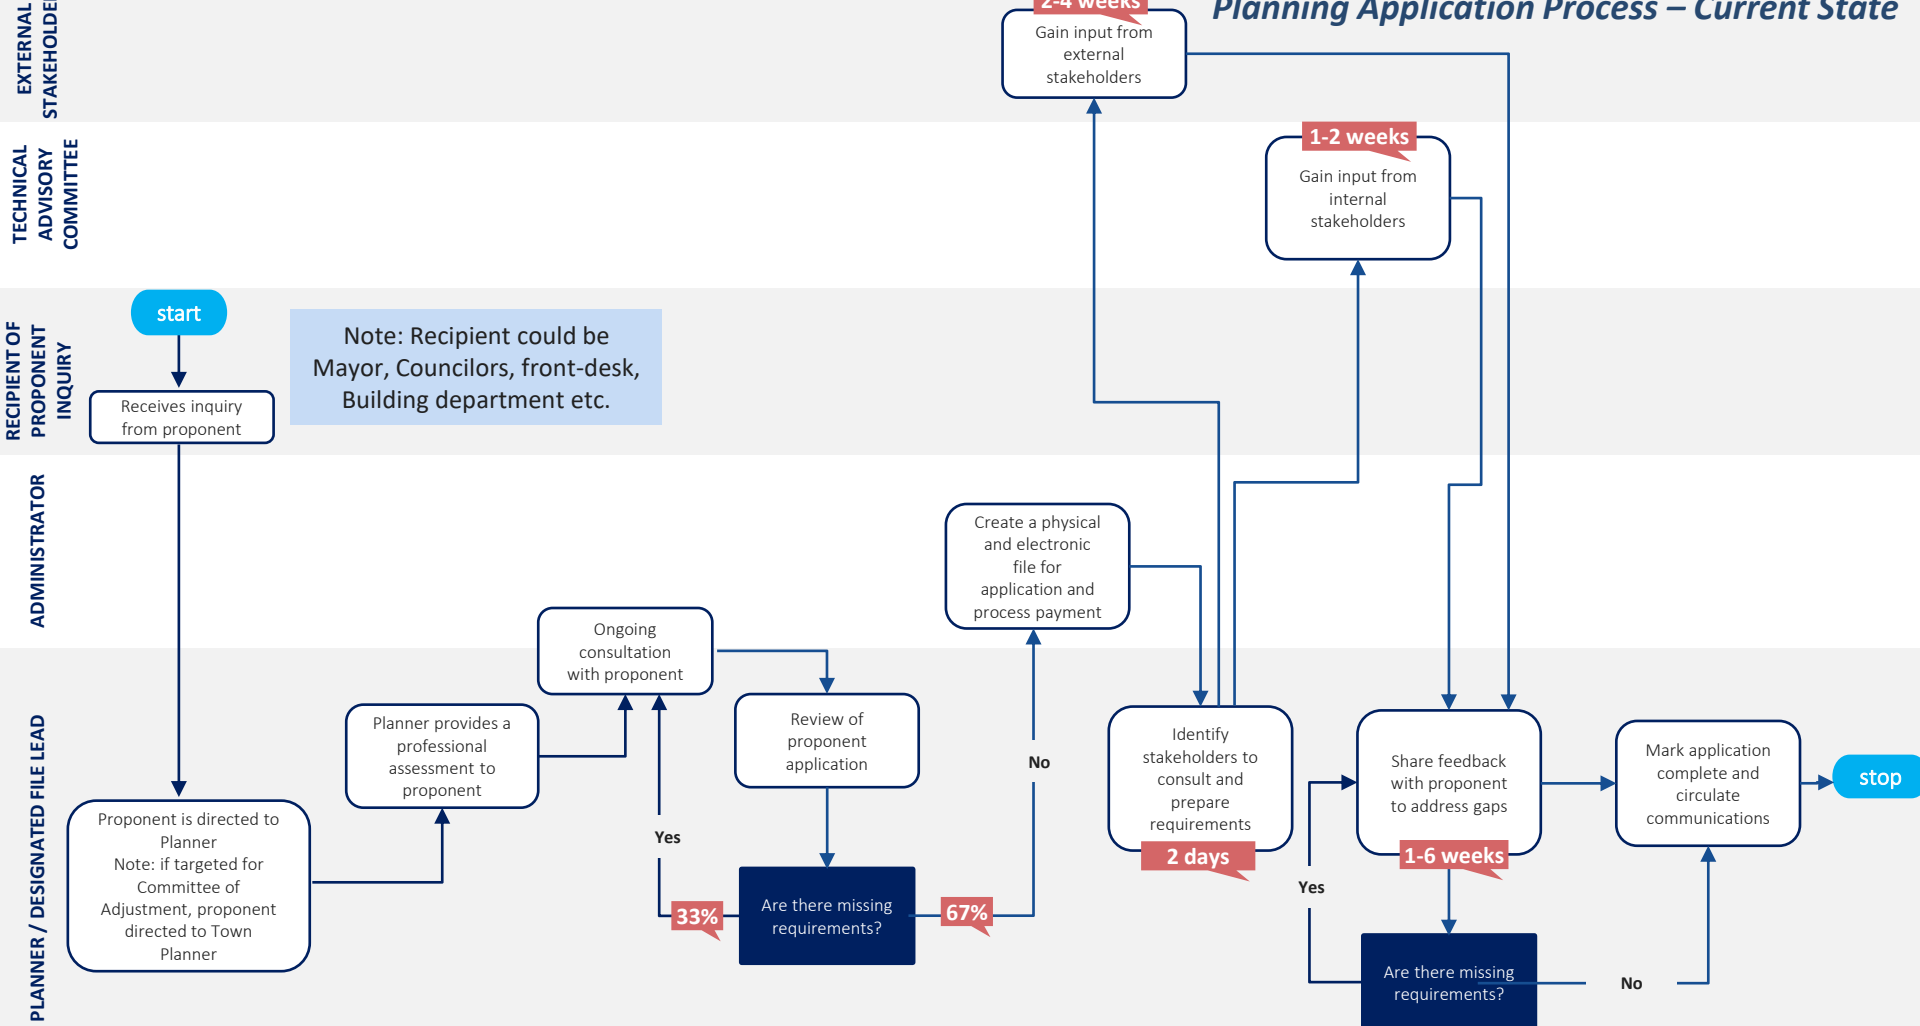 Planning Application Process – Current State
EXTERNAL
STAKEHOLDER
2-4 weeks
Gain input from
external
stakeholders
TECHNICAL
ADVISORY
COMMITTEE
1-2 weeks
Gain input from
internal
stakeholders
RECIPIENT OF
PROPONENT
INQUIRY
start
Receives inquiry
from proponent
Note: Recipient could be
Mayor, Councilors, front-desk,
Building department etc.
ADMINISTRATOR
Create a physical
and electronic
file for
application and
process payment
PLANNER / DESIGNATED FILE LEAD
Proponent is directed to
Planner
Note: if targeted for
Committee of
Adjustment, proponent
directed to Town
Planner
Planner provides a
professional
assessment to
proponent
Ongoing
consultation
with proponent
Review of
proponent
application
Yes
33%
Are there missing
requirements?
67%
No
Identify
stakeholders to
consult and
prepare
requirements
2 days
Share feedback
with proponent
to address gaps
1-6 weeks
Yes
Are there missing
requirements?
No
Mark application
complete and
circulate
communications
stop